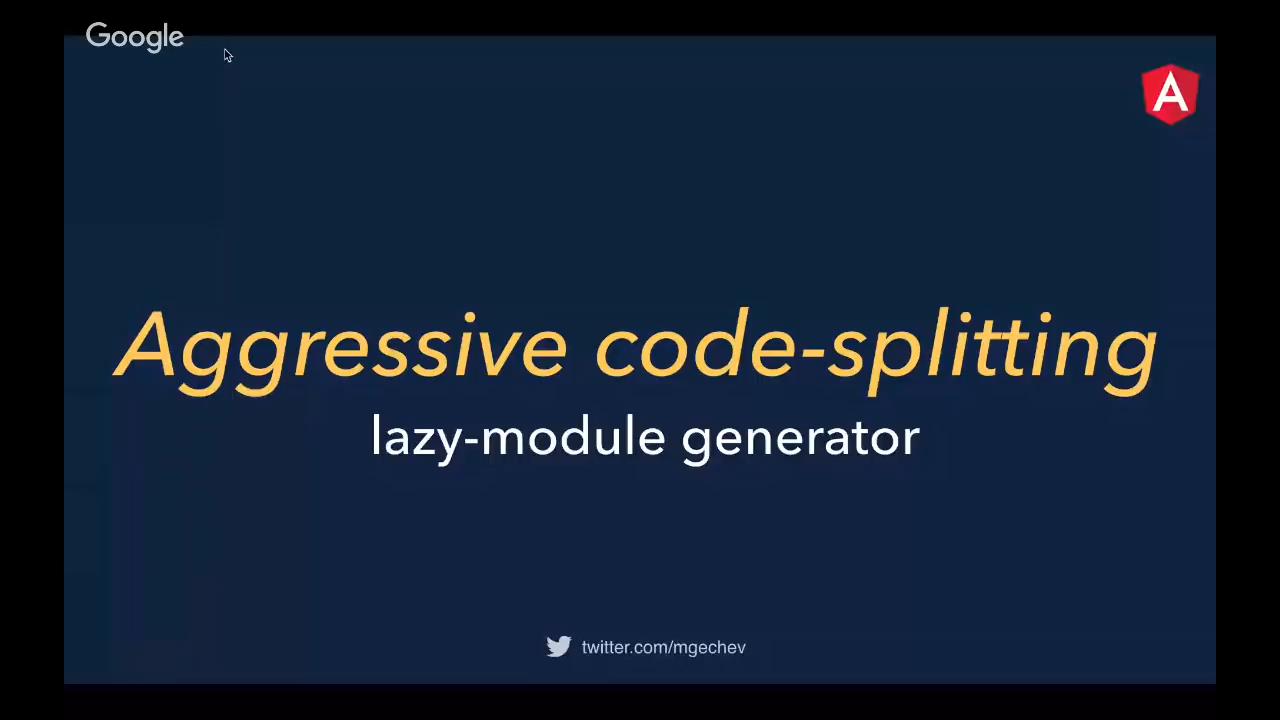 Google
A
Aggressive code-splitting
lazy-module generator
twitter.com/mgechev